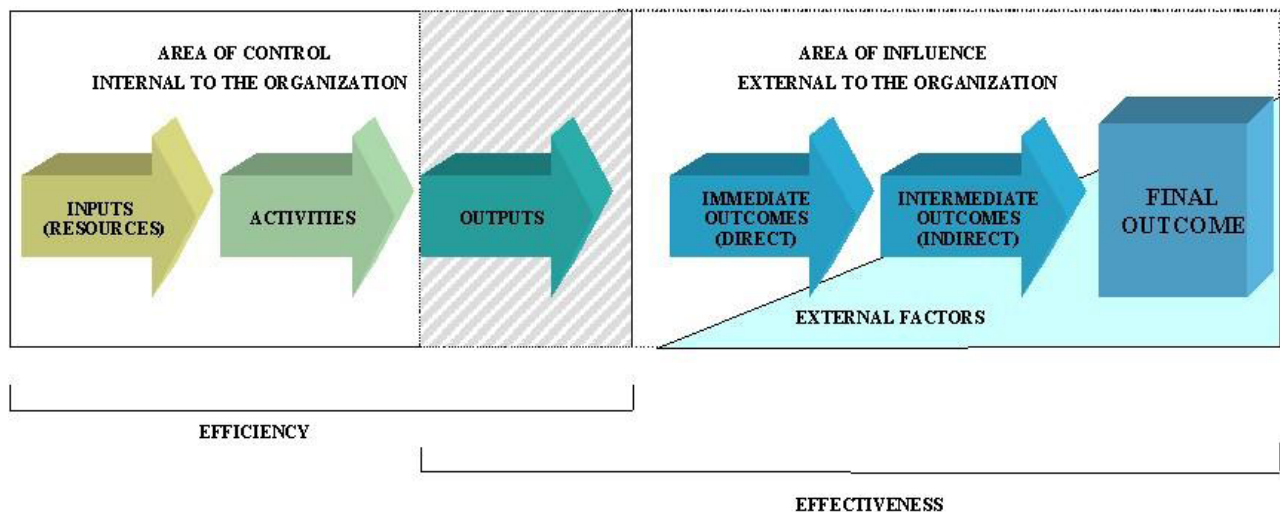 AREA OF CONTROL
INTERNAL TO THE ORGANIZATION
AREA OF INFLUENCE
EXTERNAL TO THE ORGANIZATION
INPUTS
(RESOURCES)
ACTIVITIES
OUTPUTS
IMMEDIATE
OUTCOMES
(DIRECT)
INTERMEDIATE
OUTCOMES
(INDIRECT)
FINAL
OUTCOME
EXTERNAL FACTORS
EFFICIENCY
EFFECTIVENESS